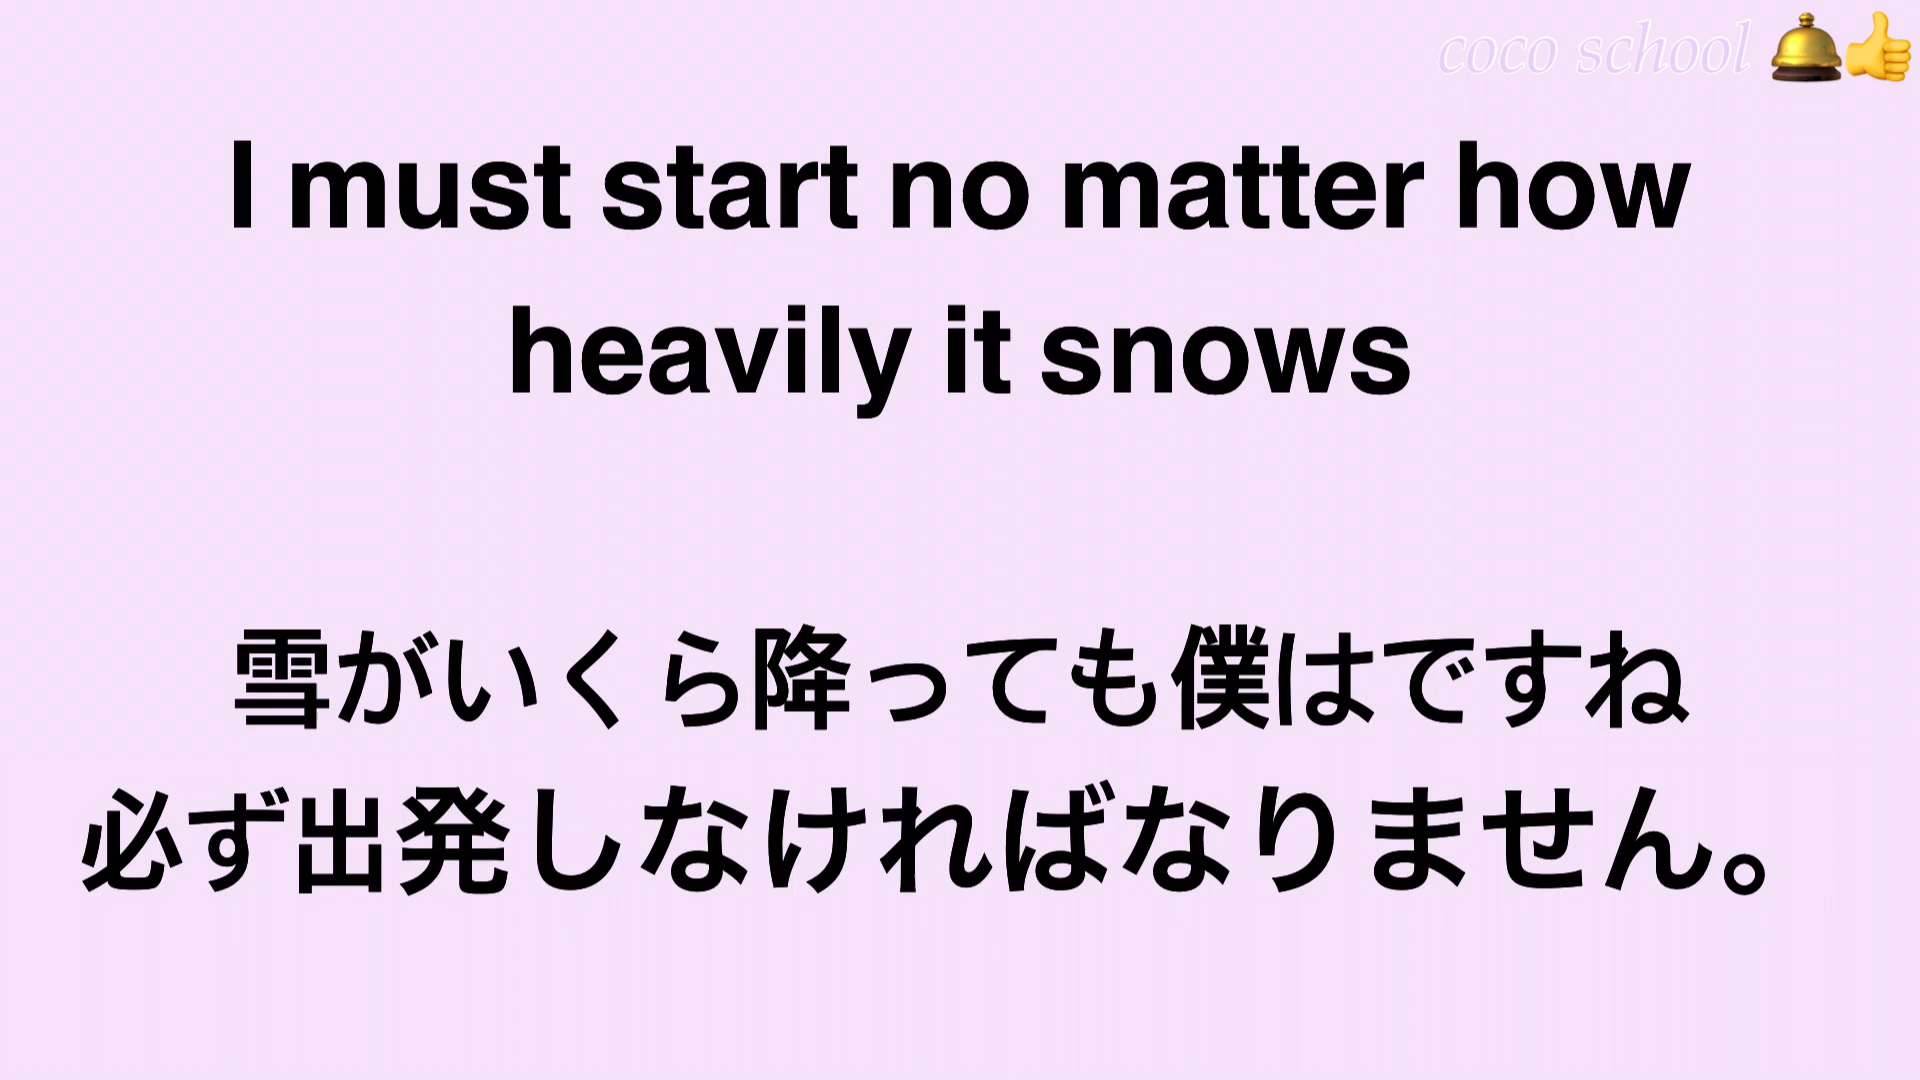 coco school 🛎️👍
I must start no matter how
heavily it snows
雪がいくら降っても僕はですね
必ず出発しなければなりません。